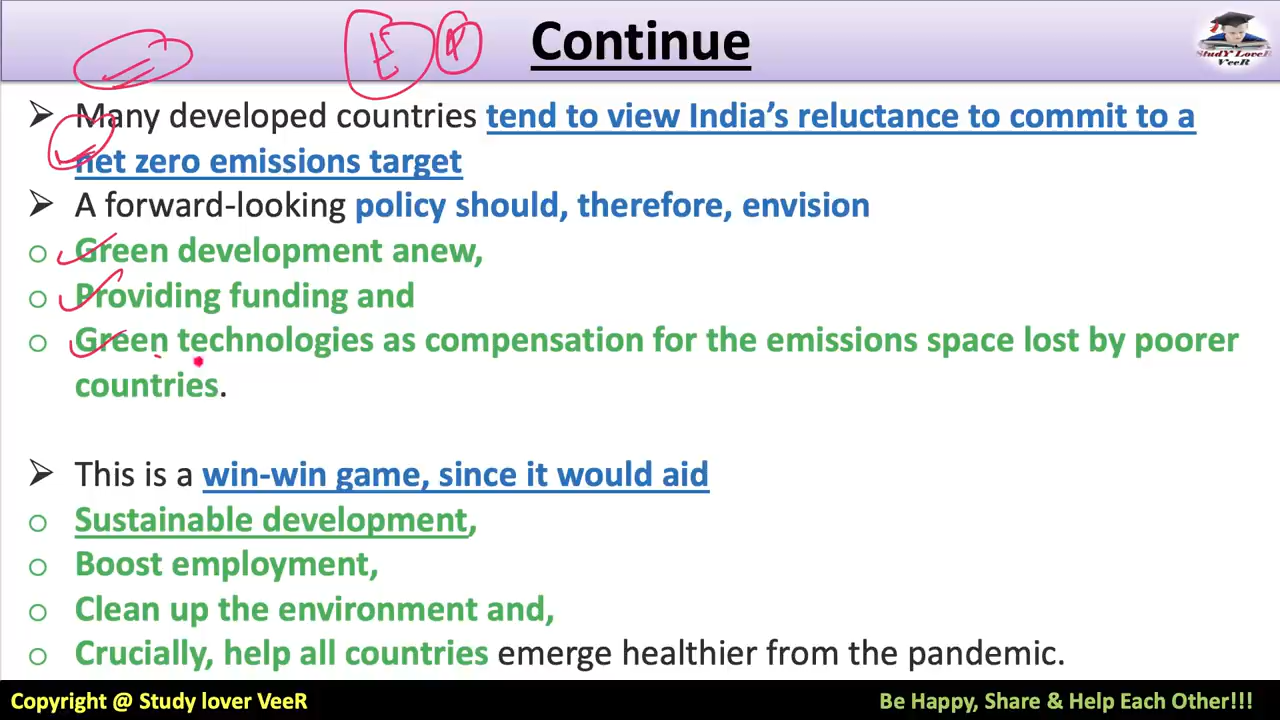 Continue
StudY LoveR
VeeR
E P
➢ Many developed countries tend to view India’s reluctance to commit to a
net zero emissions target
➢ A forward-looking policy should, therefore, envision
o Green development anew,
o Providing funding and
o Green technologies as compensation for the emissions space lost by poorer
countries.
➢ This is a win-win game, since it would aid
o Sustainable development,
o Boost employment,
o Clean up the environment and,
o Crucially, help all countries emerge healthier from the pandemic.
Copyright @ Study lover VeeR
Be Happy, Share & Help Each Other!!!